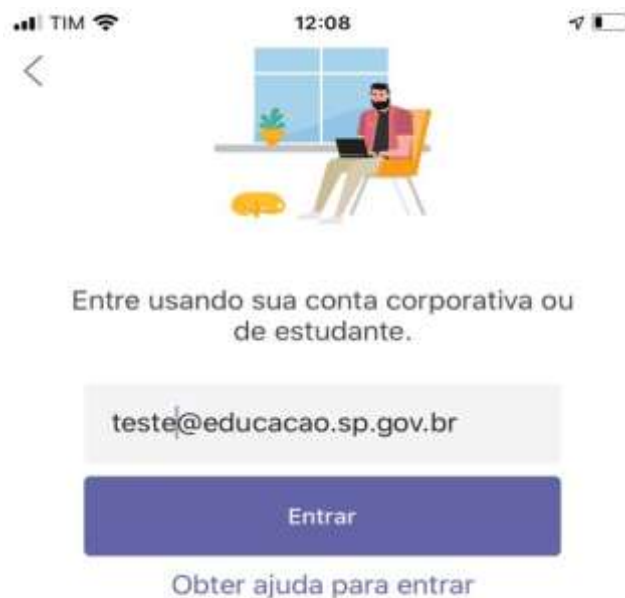 TIM
12:08
Entre usando sua conta corporativa ou
de estudante.
teste@educacao.sp.gov.br
Entrar
Obter ajuda para entrar